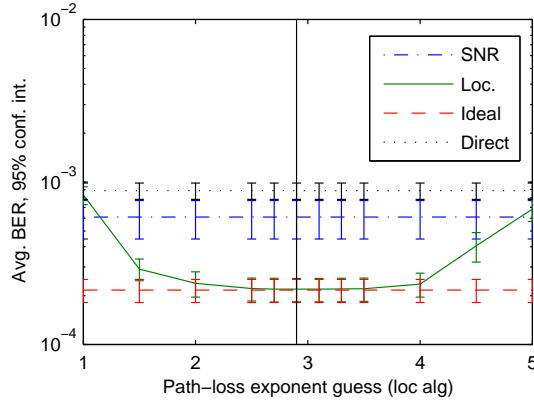 10^-2
SNR
Loc.
Ideal
Direct
10^-3
10^-4
Avg. BER, 95% conf. int.
1
2
3
4
5
Path-loss exponent guess (loc alg)